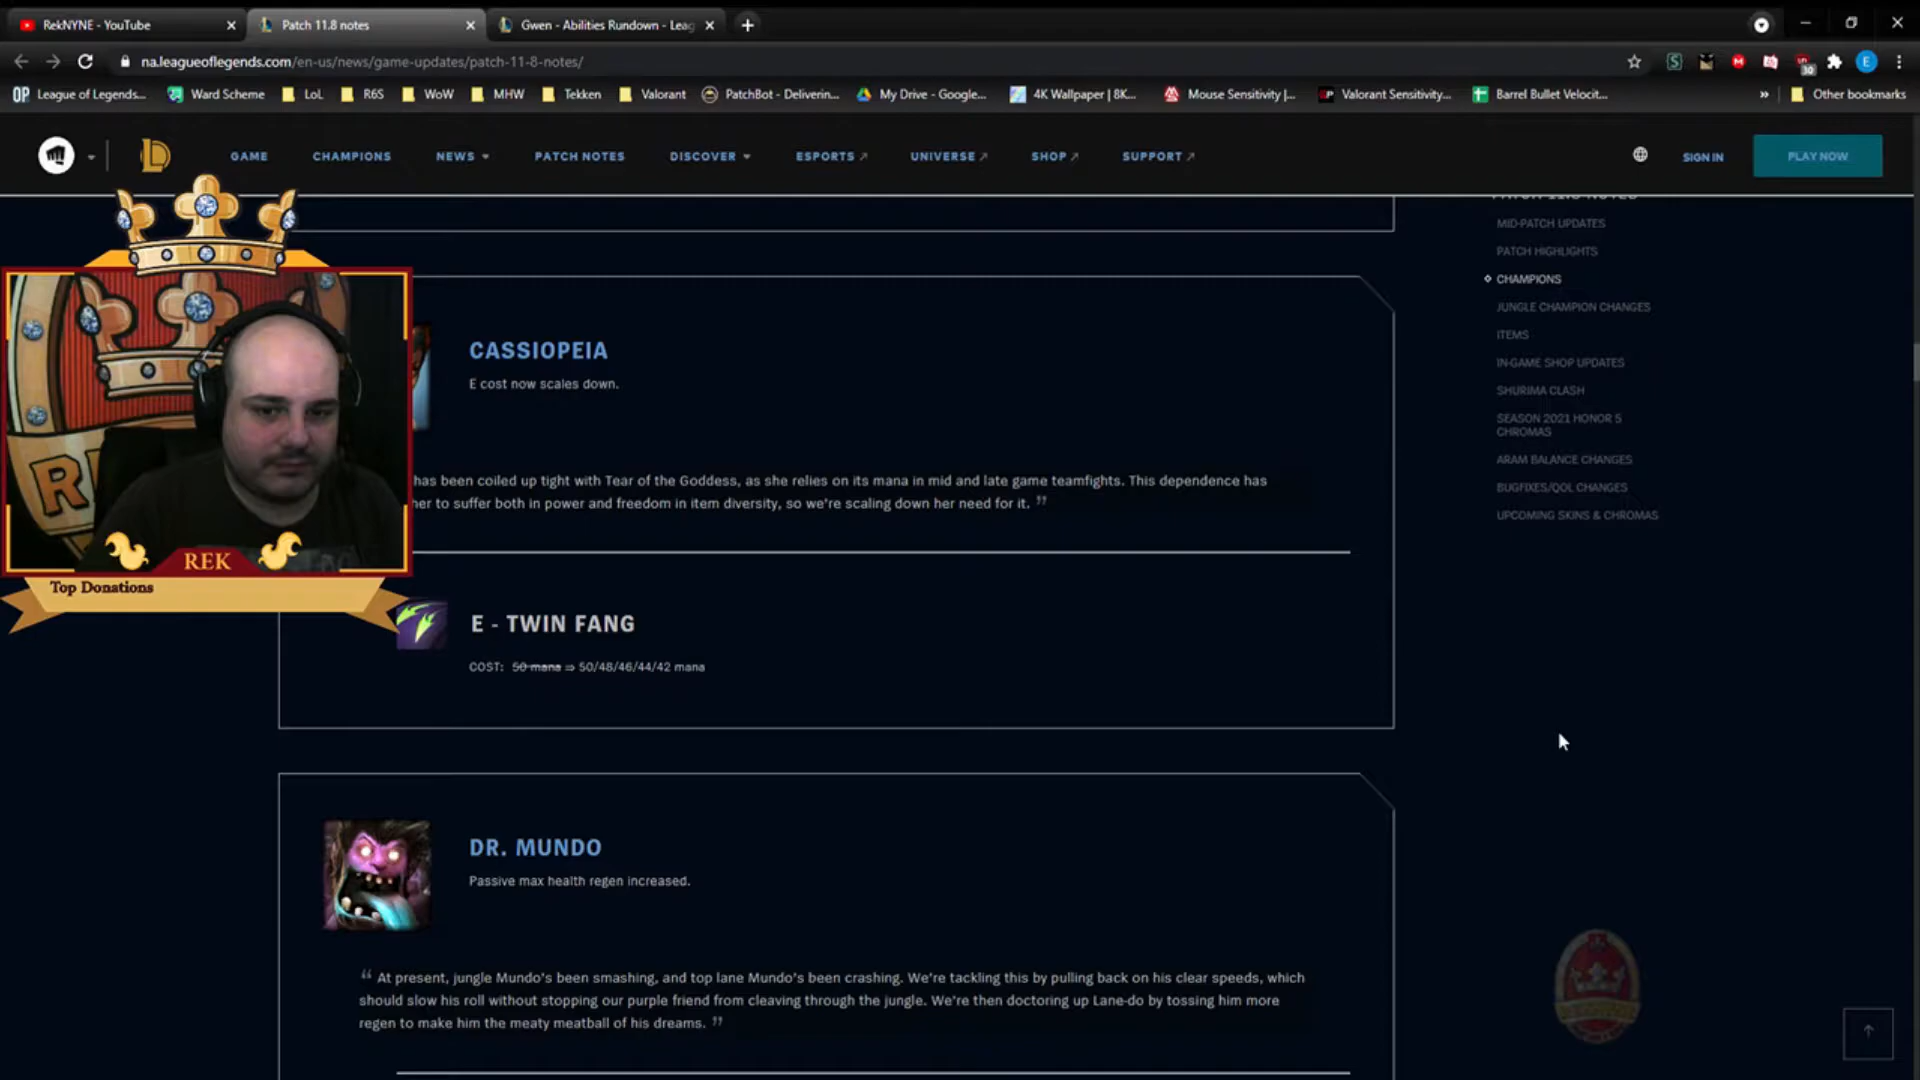 RekNYNE - YouTube
Patch 11.8 notes
Gwen - Abilities Rundown - Leag
na.leagueoflegends.com/en-us/news/game-updates/patch-11-8-notes/
30
E
OP League of Legends...
Ward Scheme
LoL
R6S
WoW
MHW
Tekken
Valorant
PatchBot - Deliverin...
My Drive - Google...
4K Wallpaper | 8K...
Mouse Sensitivity |...
Valorant Sensitivity...
Barrel Bullet Velocit...
»
Other bookmarks
GAME
CHAMPIONS
NEWS
PATCH NOTES
DISCOVER
ESPORTS
UNIVERSE
SHOP
SUPPORT
SIGN IN
PLAY NOW
PATCH 11.8 NOTES
MID-PATCH UPDATES
PATCH HIGHLIGHTS
CHAMPIONS
JUNGLE CHAMPION CHANGES
ITEMS
IN-GAME SHOP UPDATES
SHURIMA CLASH
SEASON 2021 HONOR 5
CHROMAS
ARAM BALANCE CHANGES
BUGFIXES/QOL CHANGES
UPCOMING SKINS & CHROMAS
REK
Top Donations
CASSIOPEIA
E cost now scales down.
has been coiled up tight with Tear of the Goddess, as she relies on its mana in mid and late game teamfights. This dependence has
her to suffer both in power and freedom in item diversity, so we're scaling down her need for it. ”
E - TWIN FANG
COST: 50 mana ⇒ 50/48/46/44/42 mana
DR. MUNDO
Passive max health regen increased.
“ At present, jungle Mundo's been smashing, and top lane Mundo's been crashing. We're tackling this by pulling back on his clear speeds, which
should slow his roll without stopping our purple friend from cleaving through the jungle. We're then doctoring up Lane-do by tossing him more
regen to make him the meaty meatball of his dreams. ”